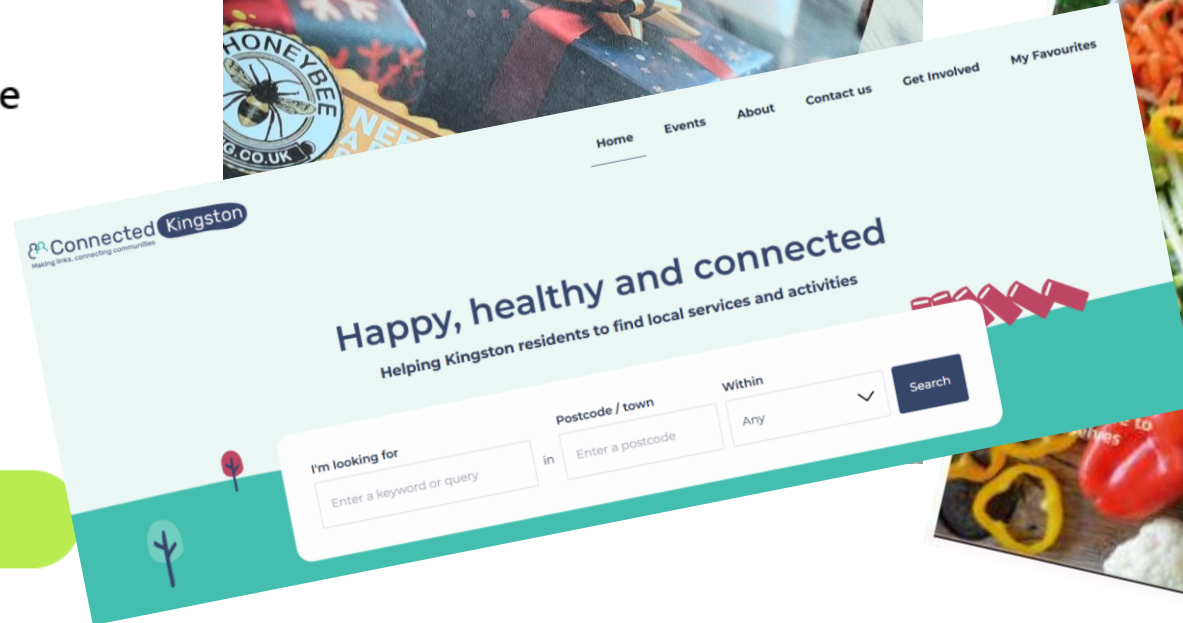 e
HONEYBEE
G.CO.UK
Home
Events
About
Contact us
Get Involved
My Favourites
Connected Kingston
Making links, connecting communities
Happy, healthy and connected
Helping Kingston residents to find local services and activities
I'm looking for
Enter a keyword or query
in
Postcode / town
Enter a postcode
Within
Any
Search
to